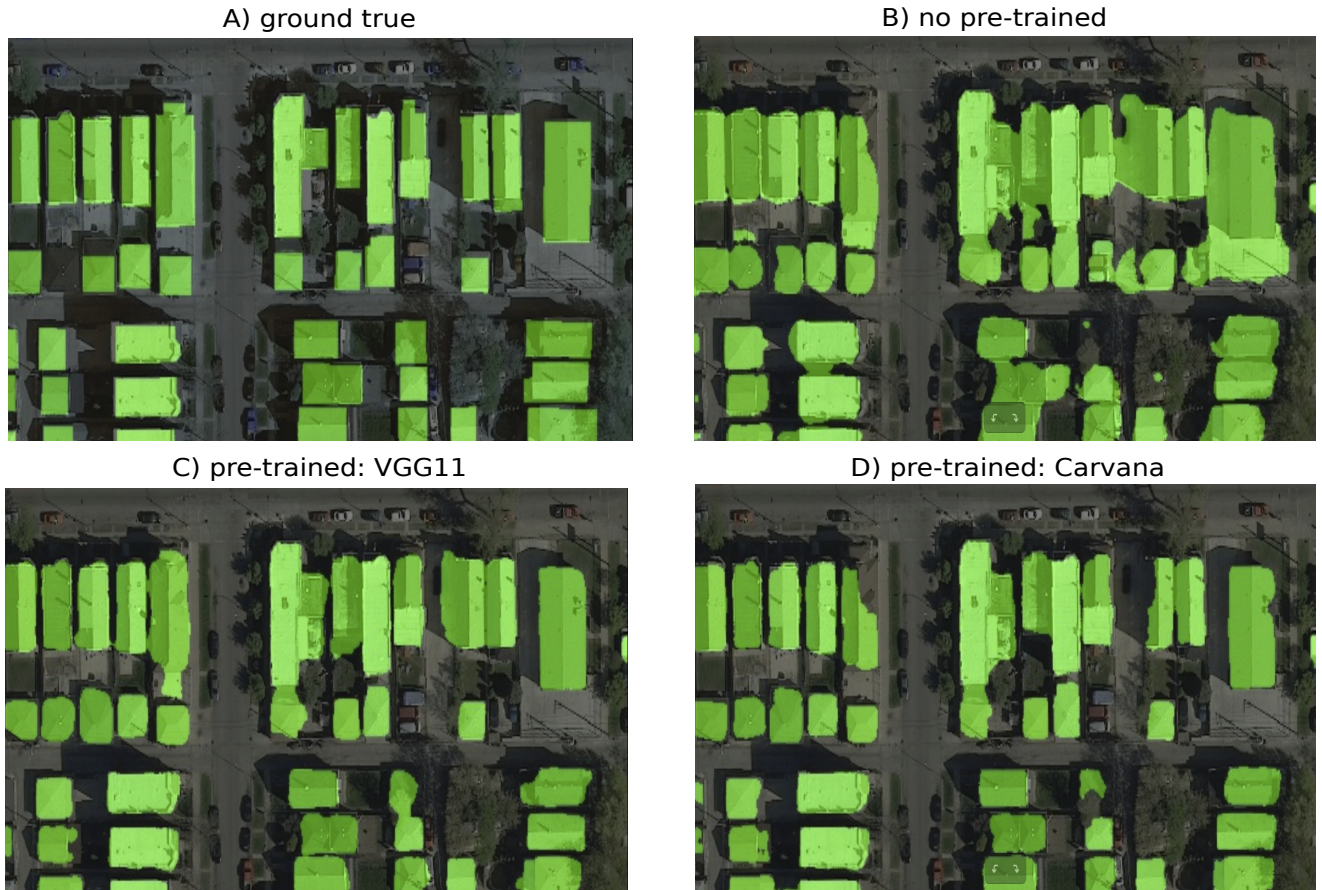 A) ground true
B) no pre-trained
C) pre-trained: VGG11
D) pre-trained: Carvana